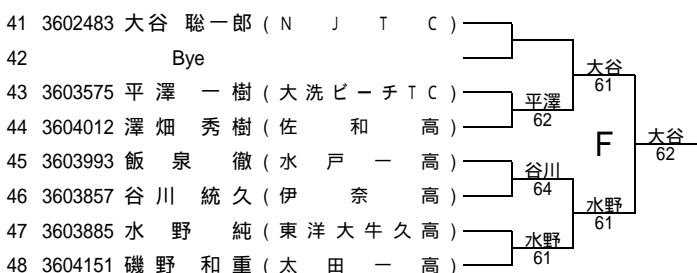 41 3602483 大谷 聡一郎 ( N J T C )
42 Bye
43 3603575 平澤 一樹 ( 大洗ビーチTC )
44 3604012 澤畑 秀樹 ( 佐和高 )
45 3603993 飯泉 徹 ( 水戸一高 )
46 3603857 谷川 統久 ( 伊奈高 )
47 3603885 水野 純 ( 東洋大牛久高 )
48 3604151 磯野 和重 ( 太田一高 )
平澤
62
谷川
64
水野
61
大谷
61
水野
61
F
大谷
62